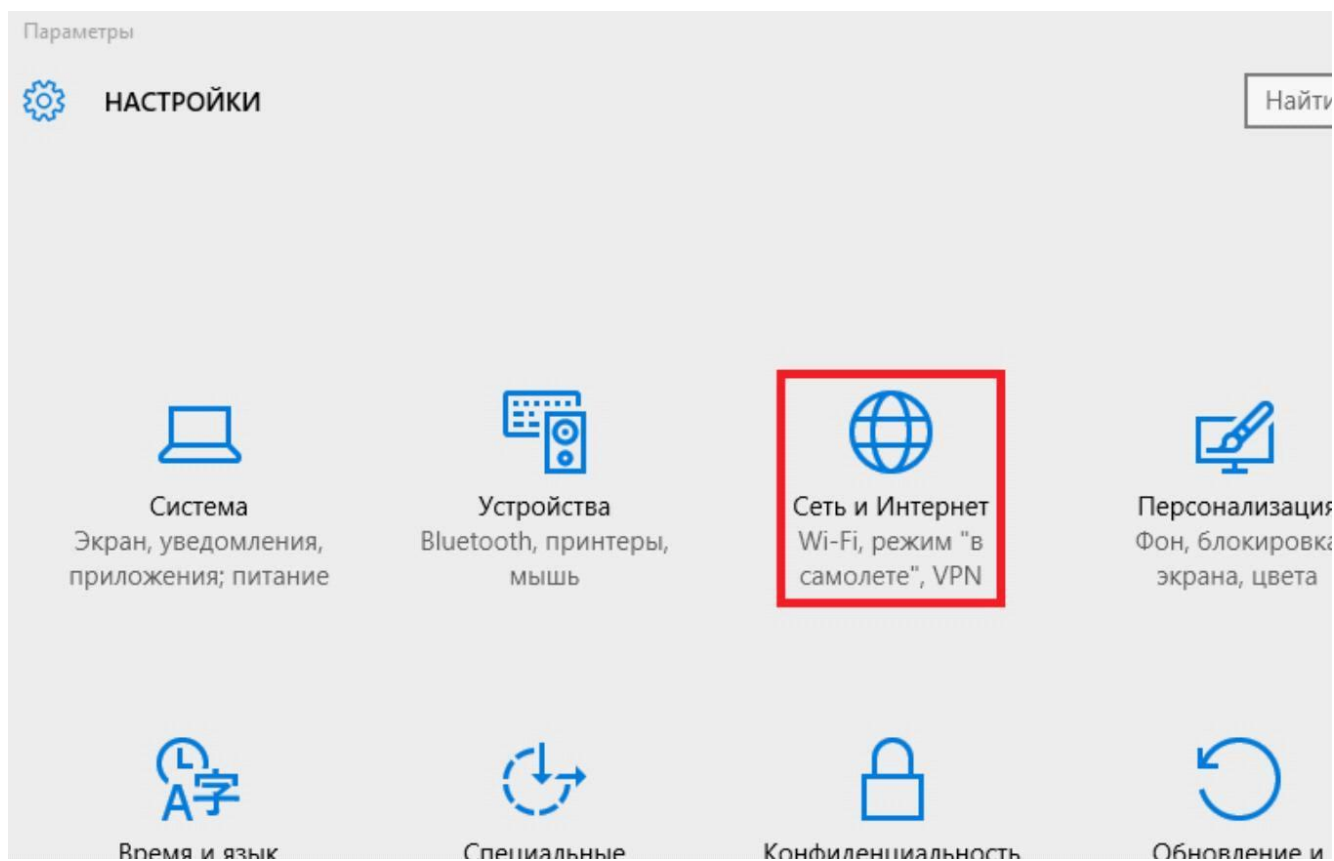 Параметры
НАСТРОЙКИ
Найти
Система
Экран, уведомления,
приложения; питание
Устройства
Bluetooth, принтеры,
мышь
Сеть и Интернет
Wi-Fi, режим "в
самолете", VPN
Персонализация
Фон, блокировка
экрана, цвета
Время и язык
Специальные
Конфиденциальность
Обновление и